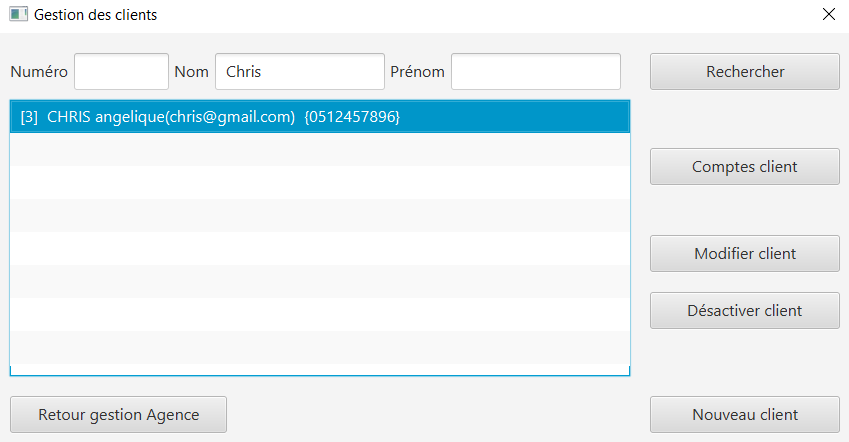 Gestion des clients
Numéro Nom Chris Prénom Rechercher
[3] CHRIS angelique(chris@gmail.com) {0512457896}
Comptes client
Modifier client
Désactiver client
Retour gestion Agence Nouveau client